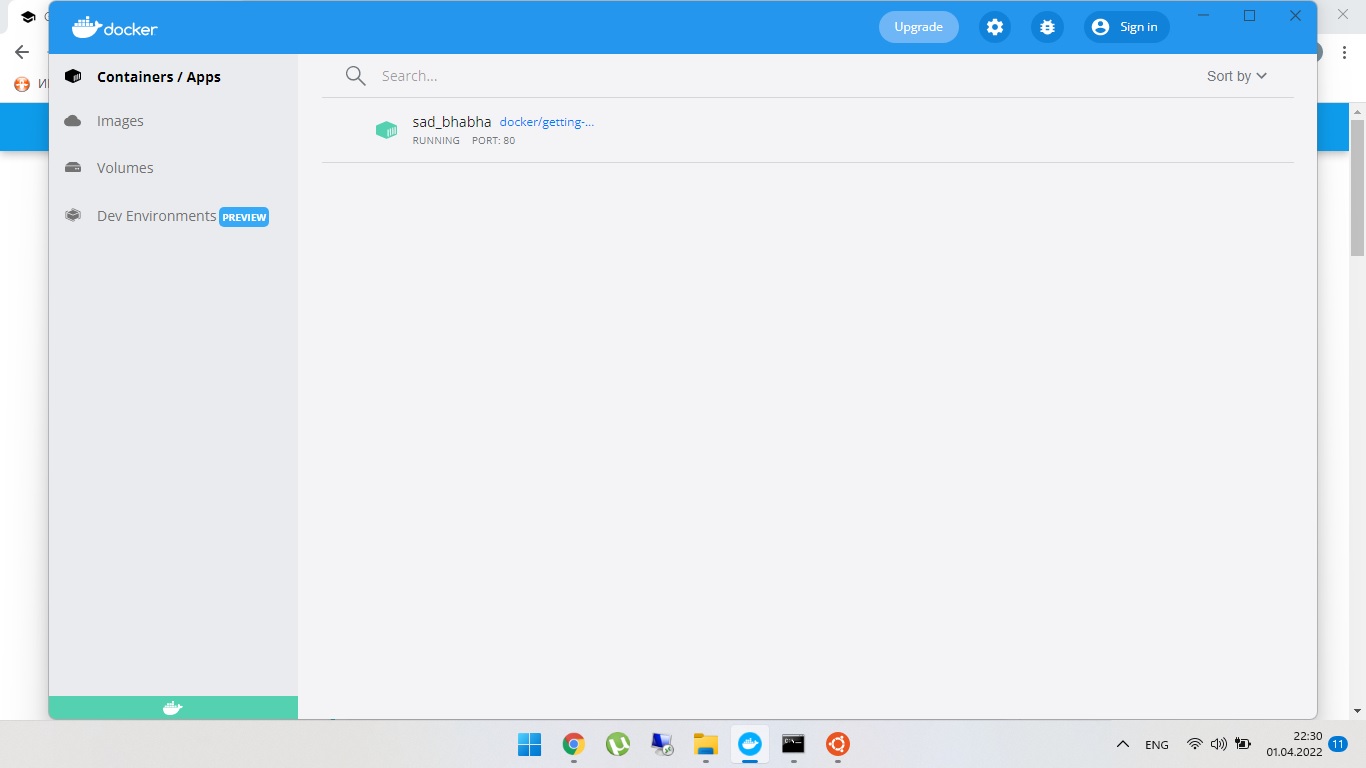 docker
Upgrade
Sign in
Containers / Apps
Images
Volumes
Dev Environments PREVIEW
Search...
Sort by
sad_bhabha docker/getting-...
RUNNING PORT: 80
ENG
22:30
01.04.2022
11